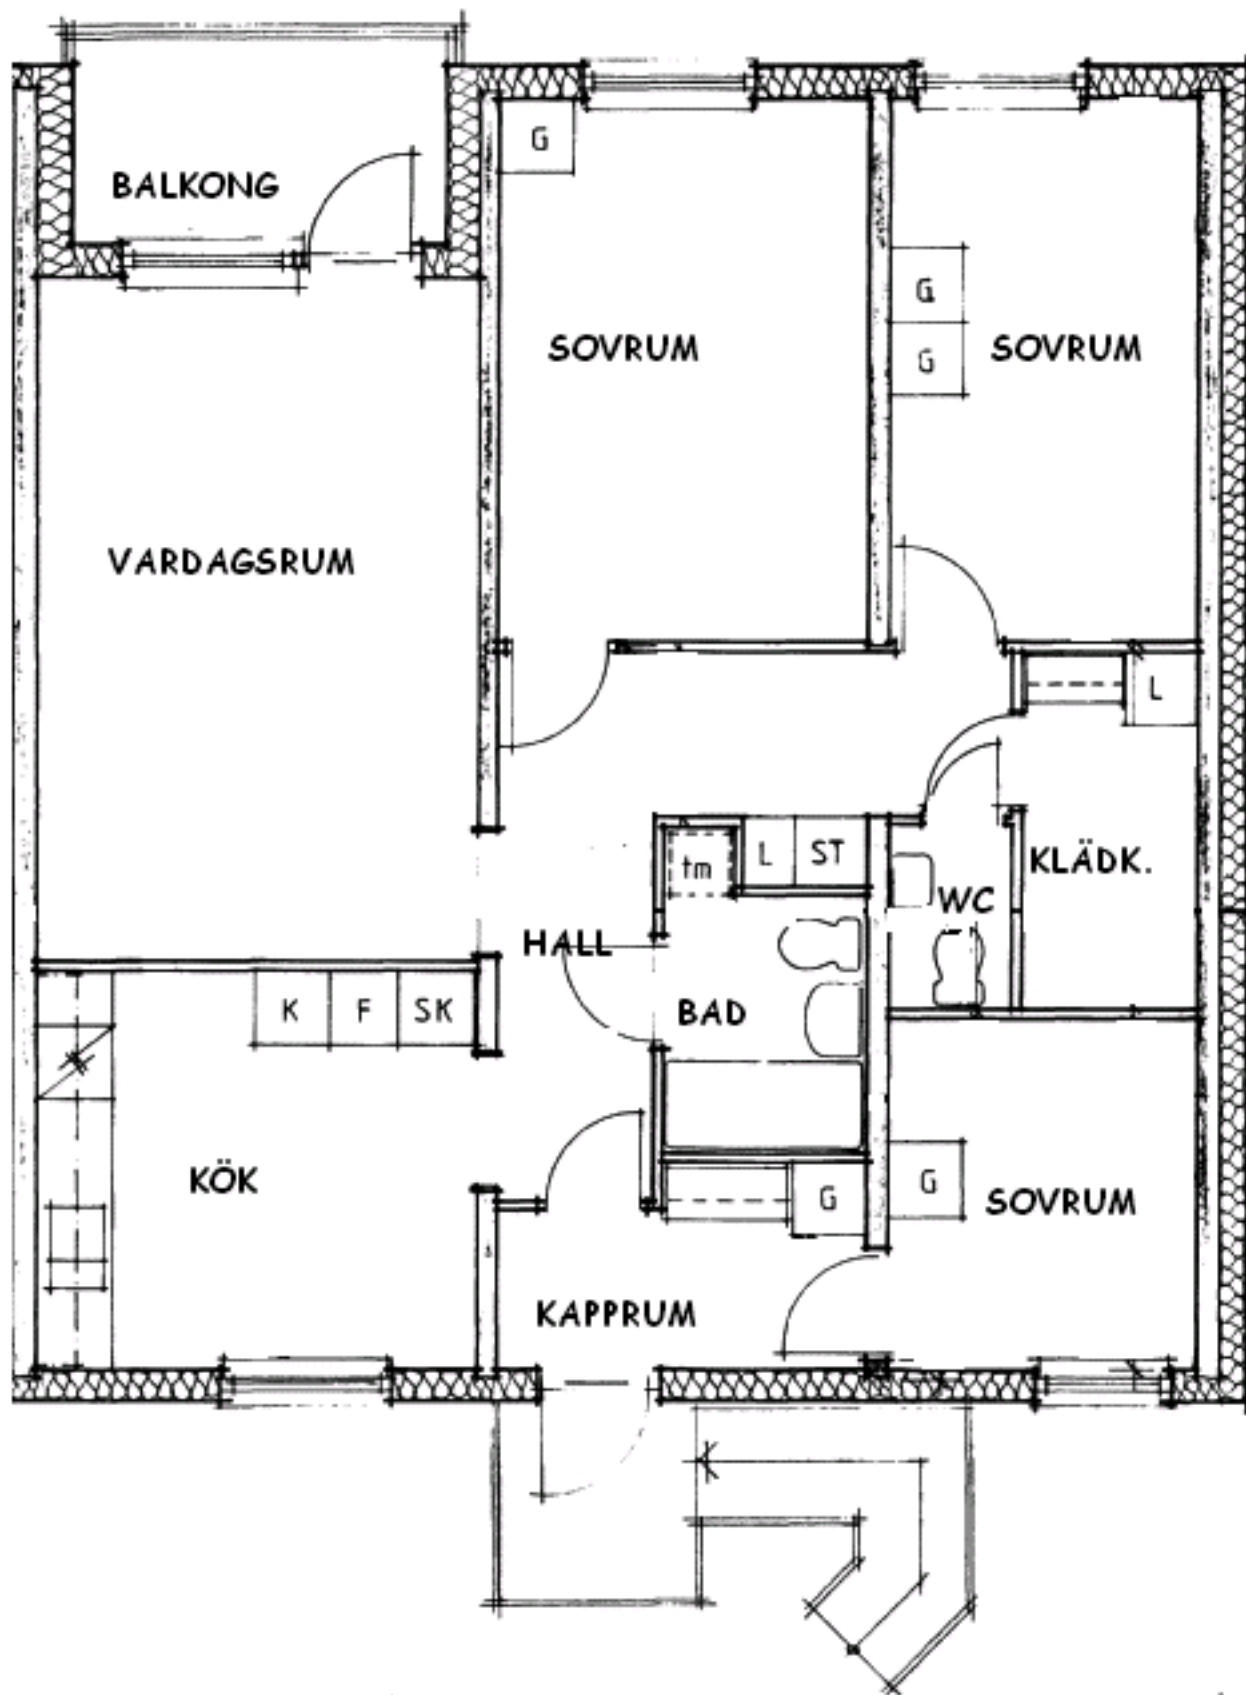 G
BALKONG
G
SOVRUM
SOVRUM
G
VARDAGSRUM
L
tm
L
ST
KLÄDK.
WC
HALL
K
F
SK
BAD
KÖK
G
G
SOVRUM
KAPPRUM